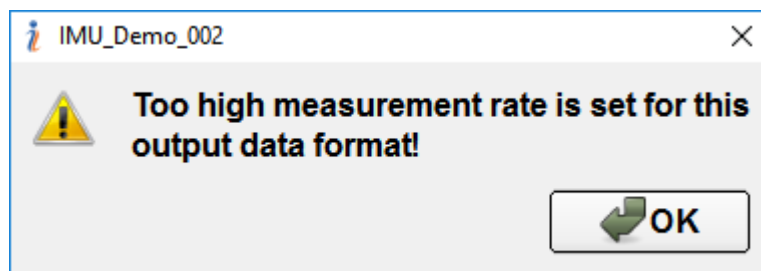 IMU_Demo_002
Too high measurement rate is set for this
output data format!
OK